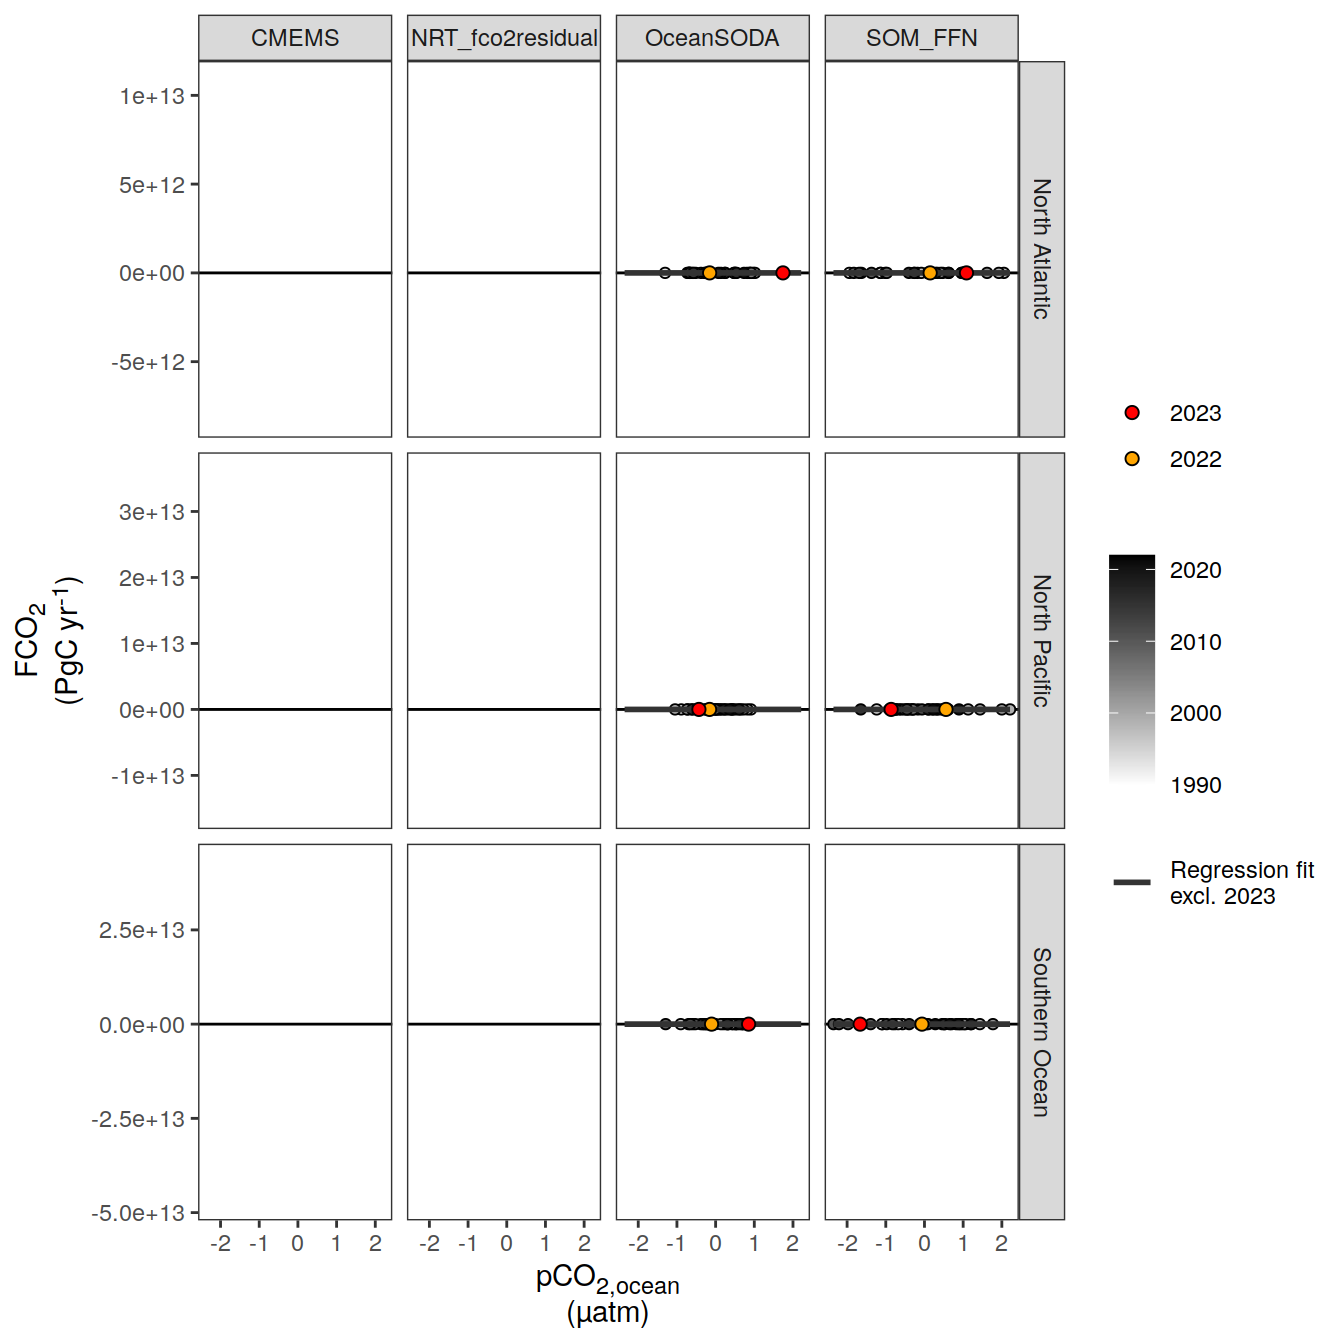 CMEMS NRT_fco2residual OceanSODA SOM_FFN
1e+13
5e+12
0e+00
-5e+12
North Atlantic
3e+13
2e+13
1e+13
0e+00
-1e+13
North Pacific
2.5e+13
0.0e+00
-2.5e+13
-5.0e+13
Southern Ocean
FCO2
(PgC yr-1)
-2 -1 0 1 2 -2 -1 0 1 2 -2 -1 0 1 2 -2 -1 0 1 2
pCO2,ocean
(µatm)
2023
2022
2020
2010
2000
1990
Regression fit
excl. 2023